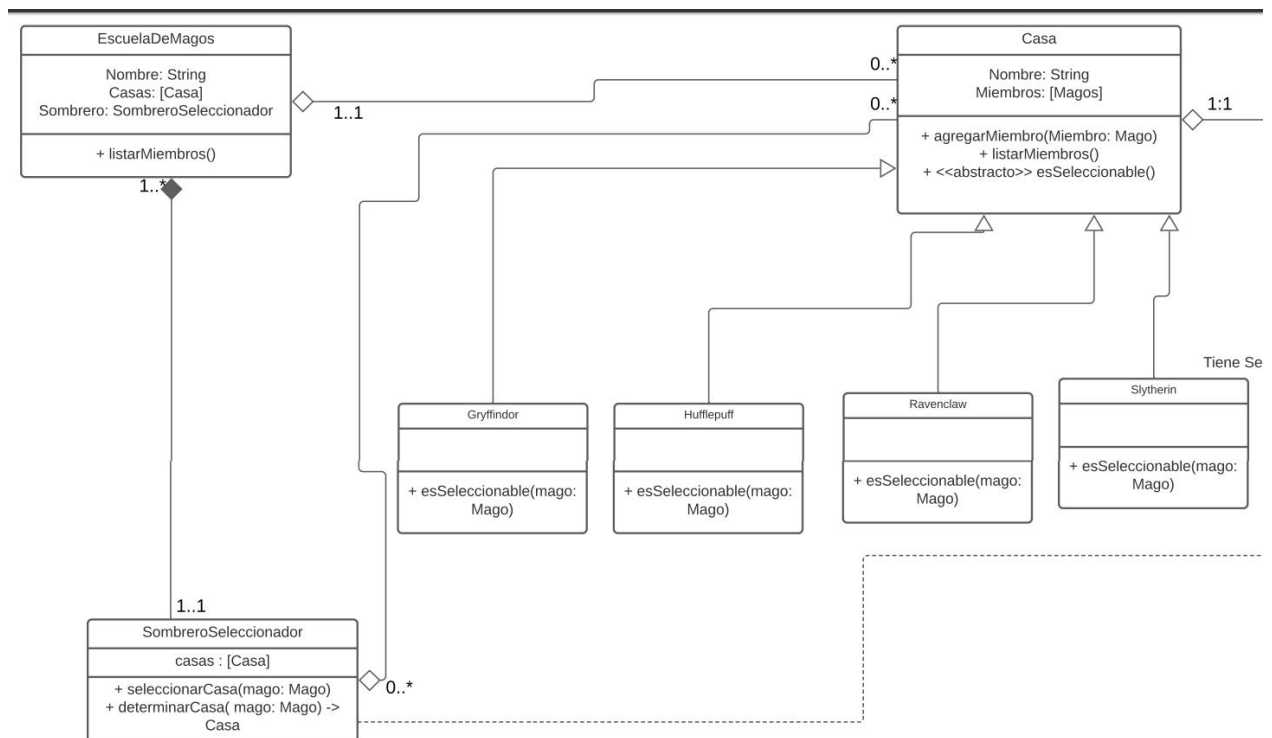 EscuelaDeMagos
Nombre: String
Casas: [Casa]
Sombrero: SombreroSeleccionador
+ listarMiembros()
1..1
1..*
Casa
Nombre: String
Miembros: [Magos]
+ agregarMiembro(Miembro: Mago)
+ listarMiembros()
+ <<abstracto>> esSeleccionable()
0..*
0..*
1:1
Gryffindor
+ esSeleccionable(mago:
Mago)
Hufflepuff
+ esSeleccionable(mago:
Mago)
Ravenclaw
+ esSeleccionable(mago:
Mago)
Tiene Se
Slytherin
+ esSeleccionable(mago:
Mago)
1..1
SombreroSeleccionador
casas : [Casa]
+ seleccionarCasa(mago: Mago)
+ determinarCasa( mago: Mago) ->
Casa
0..*